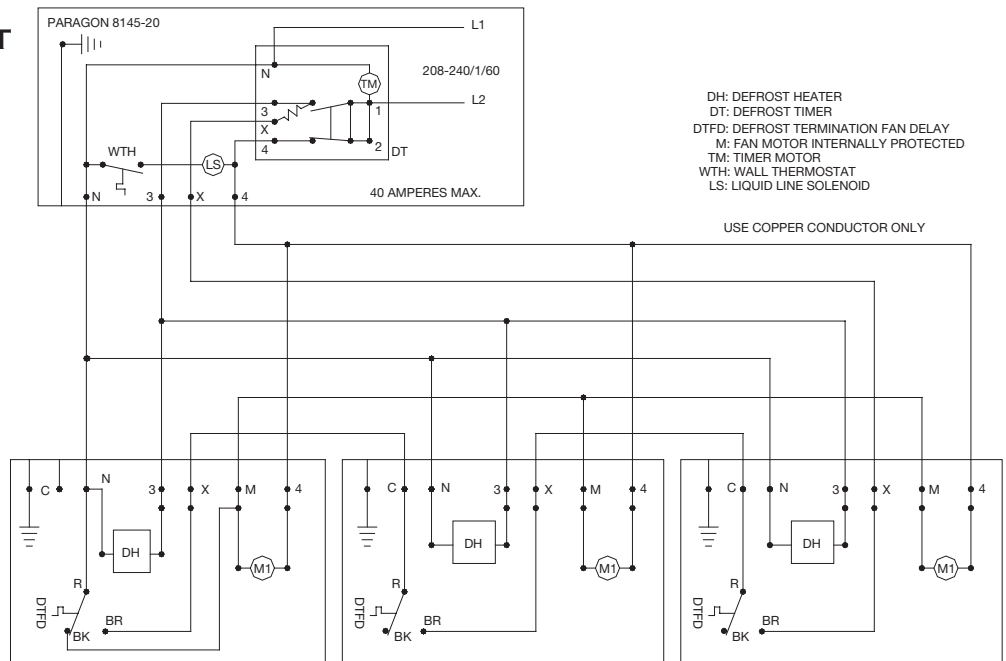 T
PARAGON 8145-20
L1
208-240/1/60
N
TM
L2
3
1
X
4
2
DT
WTH
LS
N
3
X
4
40 AMPERES MAX.
DH: DEFROST HEATER
DT: DEFROST TIMER
DTFD: DEFROST TERMINATION FAN DELAY
M: FAN MOTOR INTERNALLY PROTECTED
TM: TIMER MOTOR
WTH: WALL THERMOSTAT
LS: LIQUID LINE SOLENOID
USE COPPER CONDUCTOR ONLY
C
N
3
X
M
4
DH
M1
R
DTFD
BK
BR
C
N
3
X
M
4
DH
M1
R
DTFD
BK
BR
C
N
3
X
M
4
DH
M1
R
DTFD
BK
BR